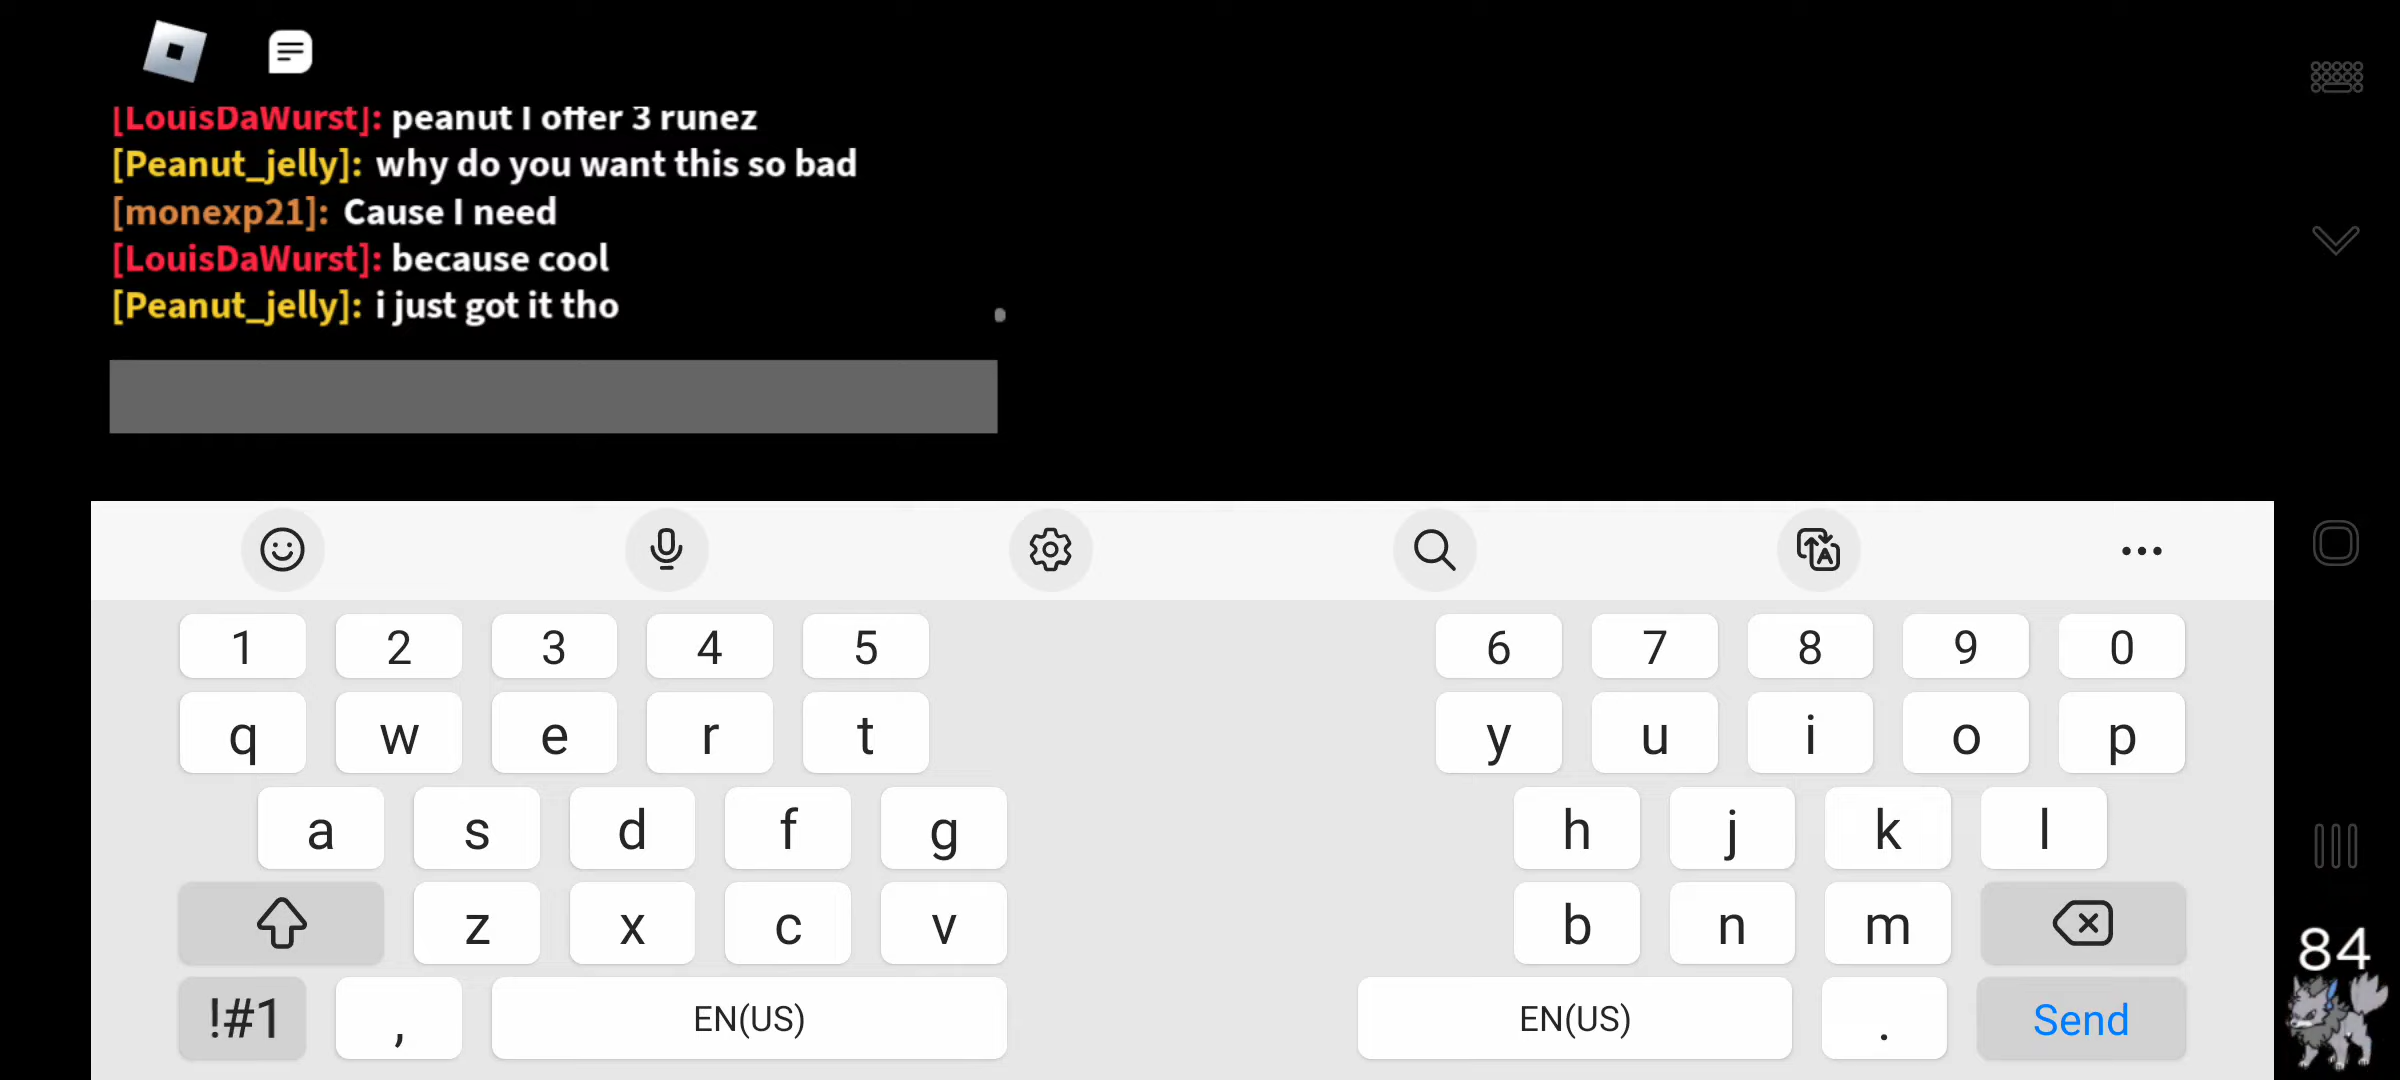 [LouisDaWurst]: peanut I offer 3 runez
[Peanut_jelly]: why do you want this so bad
[monexp21]: Cause I need
[LouisDaWurst]: because cool
[Peanut_jelly]: i just got it tho
1 2 3 4 5 6 7 8 9 0
q w e r t y u i o p
a s d f g h j k l
z x c v b n m
84
!#1 , EN(US) EN(US) . Send